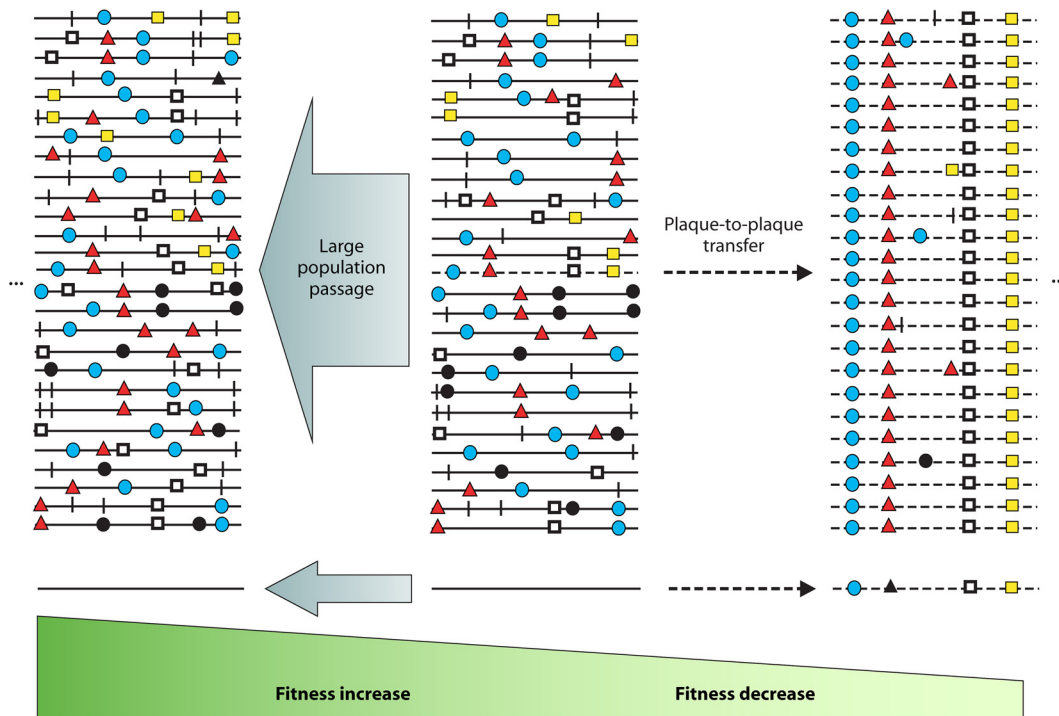 Large
population
passage
Plaque-to-plaque
transfer
...
..
Fitness increase
Fitness decrease